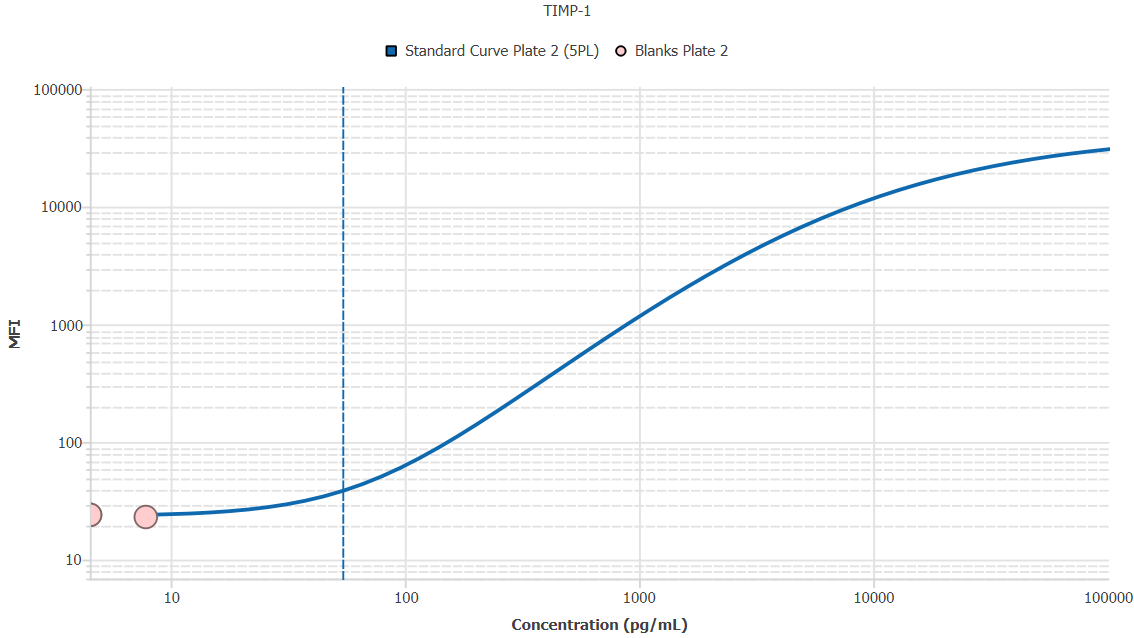 TIMP-1
Standard Curve Plate 2 (5PL) Blanks Plate 2
100000
10000
1000
100
10
MFI
10 100 1000 10000 100000
Concentration (pg/mL)